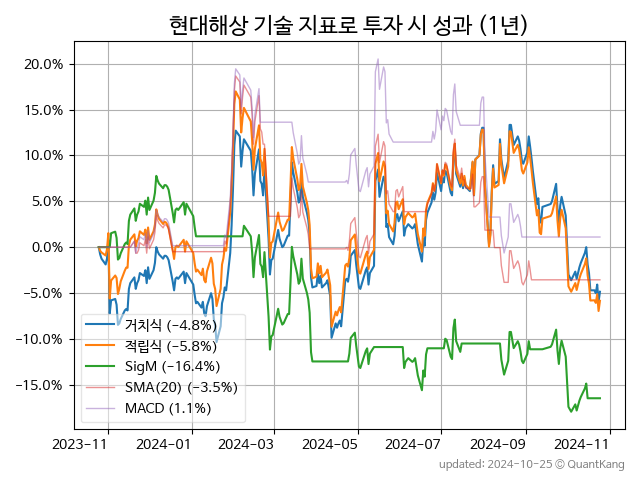 현대해상 기술 지표로 투자 시 성과 (1년)
20.0%
15.0%
10.0%
5.0%
0.0%
−5.0%
−10.0%
−15.0%
거치식 (−4.8%)
적립식 (−5.8%)
SigM (−16.4%)
SMA(20) (−3.5%)
MACD (1.1%)
2023−11 2024−01 2024−03 2024−05 2024−07 2024−09 2024−11
updated: 2024-10-25 © QuantKang